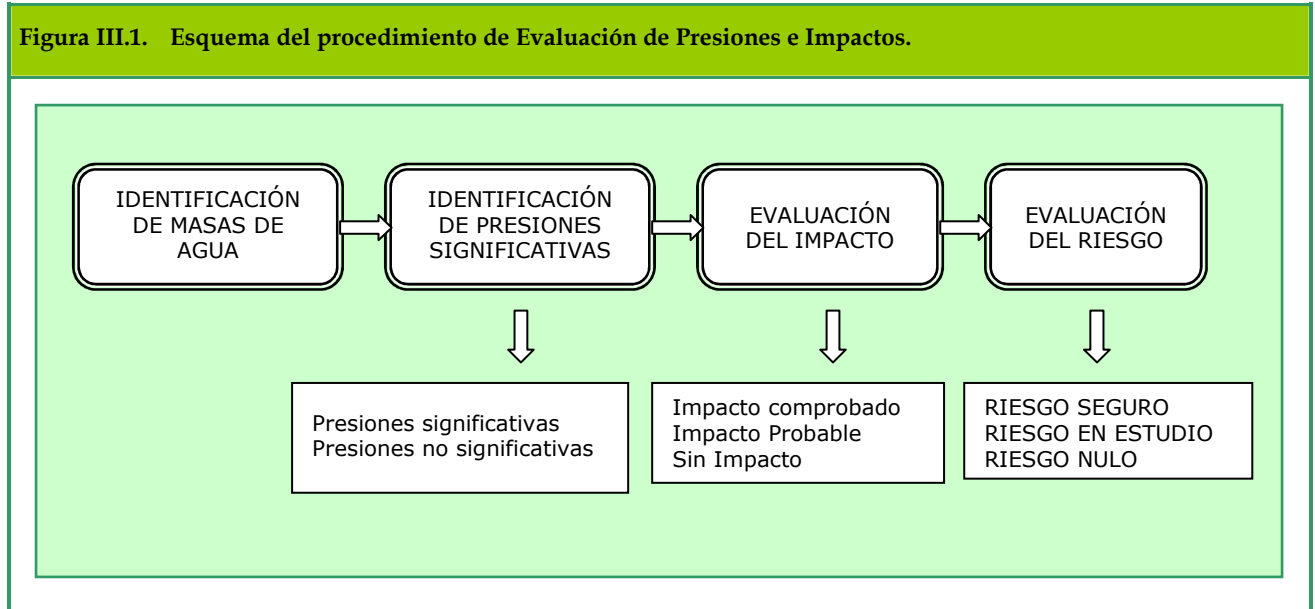 Figura III.1. Esquema del procedimiento de Evaluación de Presiones e Impactos.
IDENTIFICACIÓN
DE MASAS DE
AGUA
IDENTIFICACIÓN
DE PRESIONES
SIGNIFICATIVAS
EVALUACIÓN
DEL IMPACTO
EVALUACIÓN
DEL RIESGO
Presiones significativas
Presiones no significativas
Impacto comprobado
Impacto Probable
Sin Impacto
RIESGO SEGURO
RIESGO EN ESTUDIO
RIESGO NULO